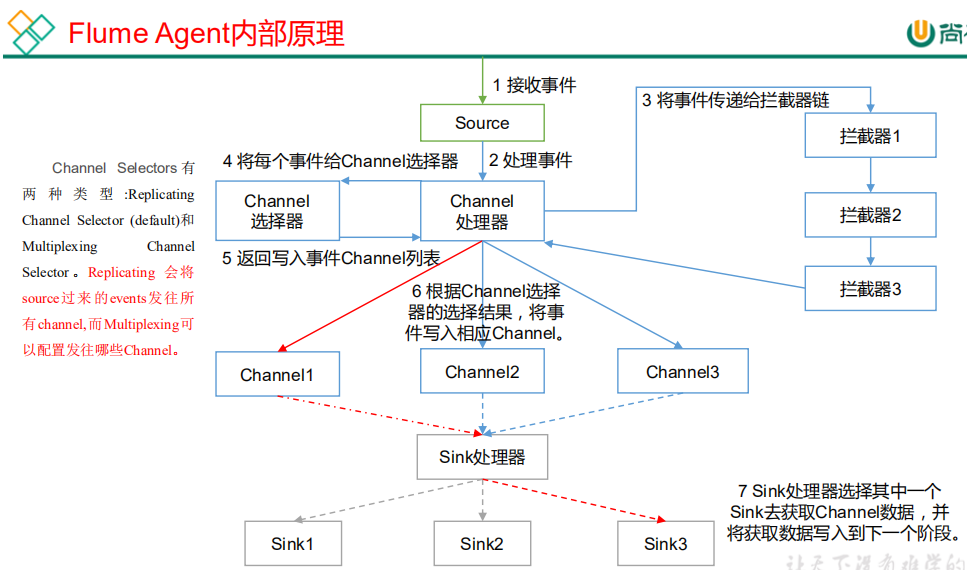 Flume Agent内部原理
尚
1 接收事件
Source
2 处理事件
3 将事件传递给拦截器链
拦截器1
拦截器2
拦截器3
4 将每个事件给Channel选择器
Channel
选择器
Channel
处理器
5 返回写入事件Channel列表
Channel Selectors 有
两种类型:Replicating
Channel Selector (default)和
Multiplexing Channel
Selector。Replicating 会将
source过来的events发往所
有channel,而Multiplexing可
以配置发往哪些Channel。
6 根据Channel选择
器的选择结果，将事
件写入相应Channel。
Channel1
Channel2
Channel3
Sink处理器
7 Sink处理器选择其中一个
Sink去获取Channel数据，并
将获取数据写入到下一个阶段。
Sink1
Sink2
Sink3
让天下没有难学的